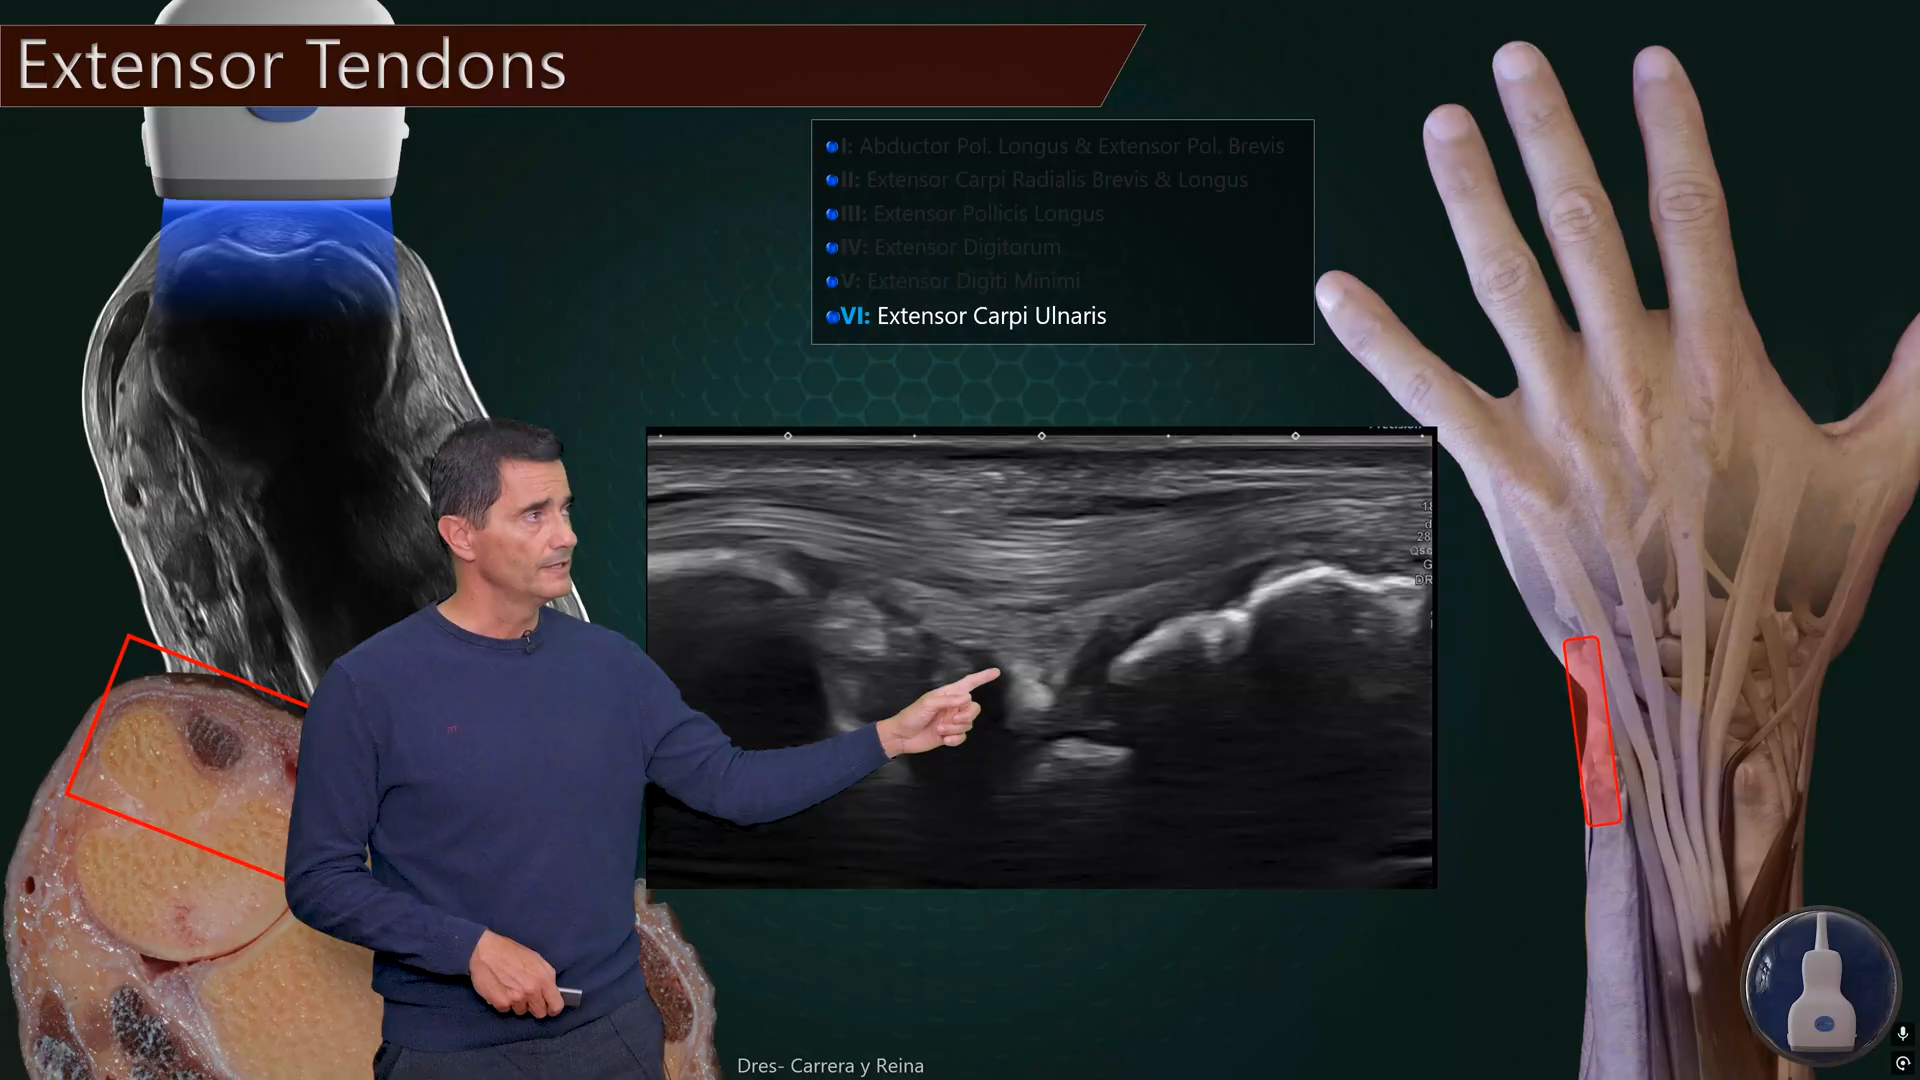 Extensor Tendons
I: Abductor Pol. Longus & Extensor Pol. Brevis
II: Extensor Carpi Radialis Brevis & Longus
III: Extensor Pollicis Longus
IV: Extensor Digitorum
V: Extensor Digiti Minimi
VI: Extensor Carpi Ulnaris
Dres- Carrera y Reina